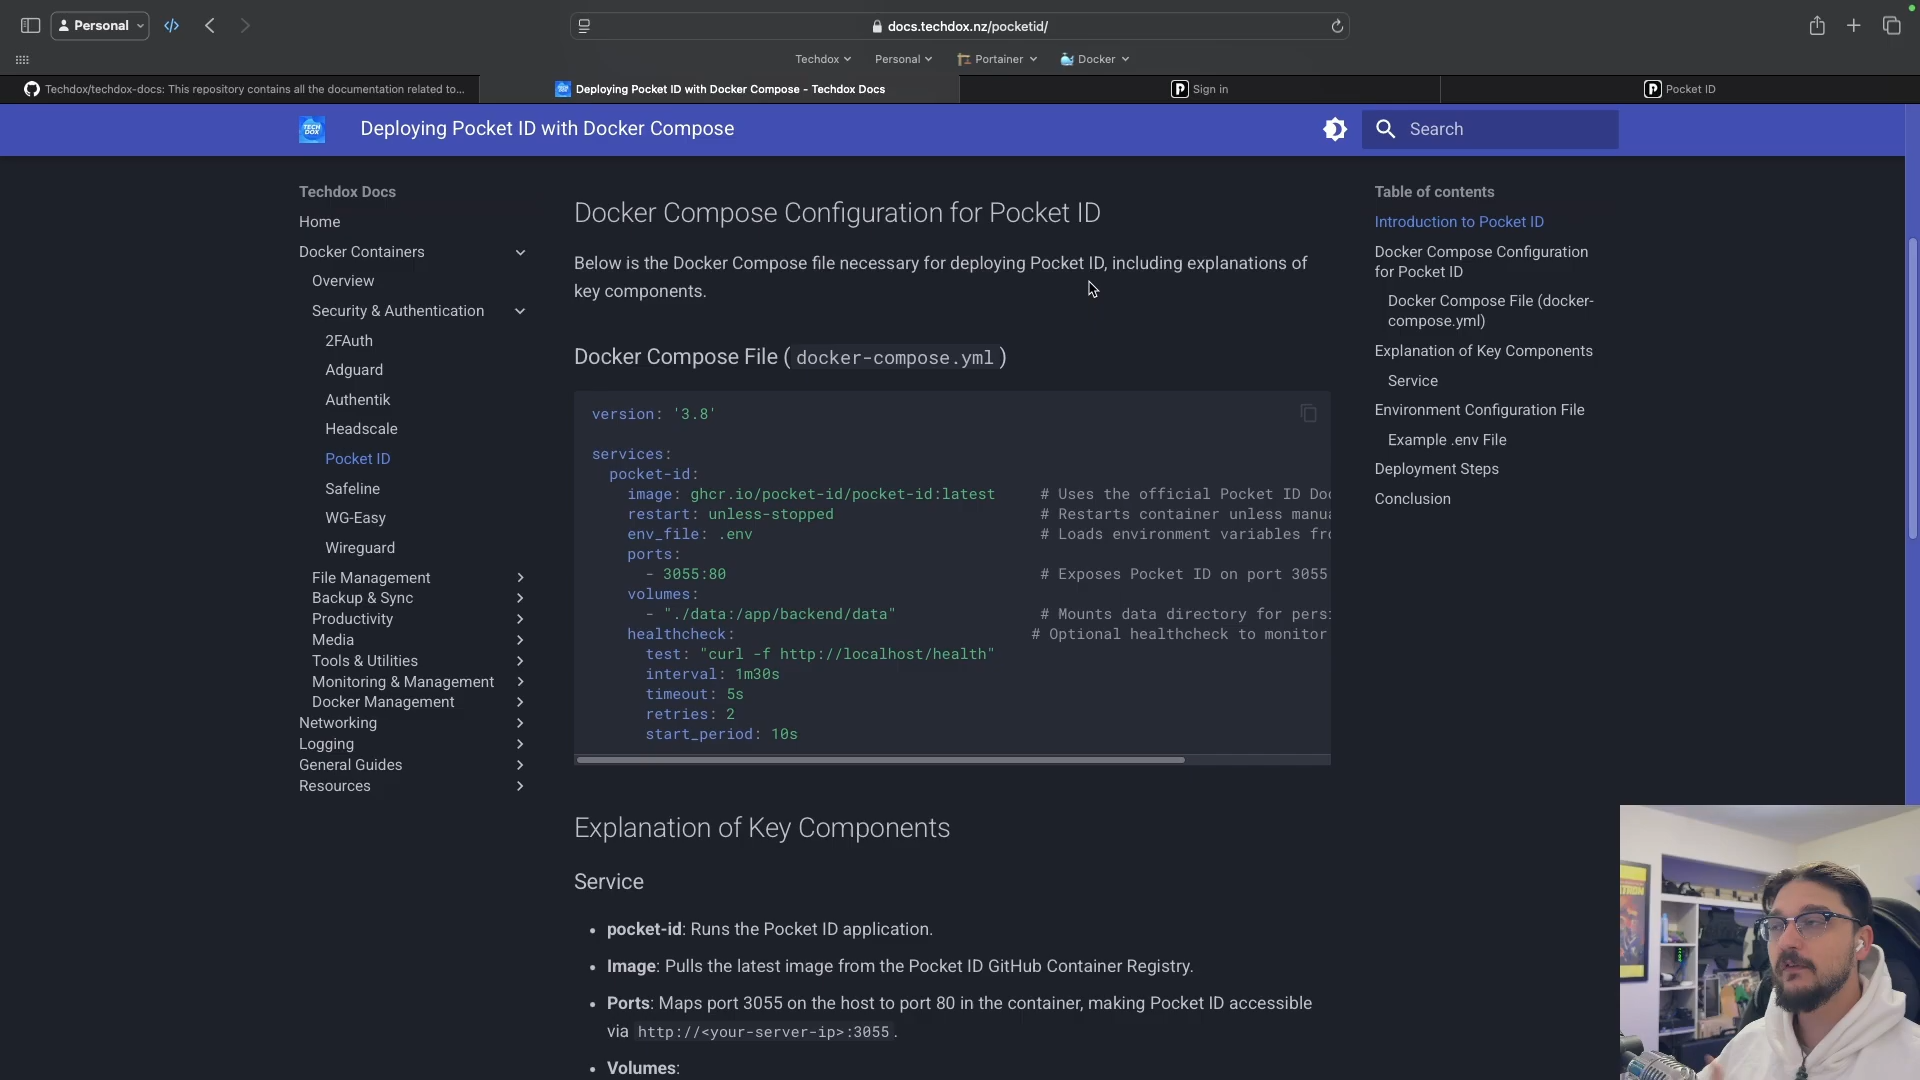 Personal
docs.techdox.nz/pocketid/
Techdox
Personal
Portainer
Docker
Techdox/techdox-docs: This repository contains all the documentation related to...
Deploying Pocket ID with Docker Compose - Techdox Docs
Sign in
Pocket ID
TECH
DOX
Deploying Pocket ID with Docker Compose
Search
Techdox Docs
Home
Docker Containers
Overview
Security & Authentication
2FAuth
Adguard
Authentik
Headscale
Pocket ID
Safeline
WG-Easy
Wireguard
File Management
Backup & Sync
Productivity
Media
Tools & Utilities
Monitoring & Management
Docker Management
Networking
Logging
General Guides
Resources
Docker Compose Configuration for Pocket ID
Below is the Docker Compose file necessary for deploying Pocket ID, including explanations of
key components.
Docker Compose File (docker-compose.yml)
version: '3.8'
services:
pocket-id:
image: ghcr.io/pocket-id/pocket-id:latest # Uses the official Pocket ID Do
restart: unless-stopped # Restarts container unless manua
env_file: .env # Loads environment variables fr
ports:
- 3055:80 # Exposes Pocket ID on port 3055
volumes:
- "./data:/app/backend/data" # Mounts data directory for pers
healthcheck: # Optional healthcheck to monitor
test: "curl -f http://localhost/health"
interval: 1m30s
timeout: 5s
retries: 2
start_period: 10s
Explanation of Key Components
Service
• pocket-id: Runs the Pocket ID application.
• Image: Pulls the latest image from the Pocket ID GitHub Container Registry.
• Ports: Maps port 3055 on the host to port 80 in the container, making Pocket ID accessible
via http://<your-server-ip>:3055.
• Volumes:
Table of contents
Introduction to Pocket ID
Docker Compose Configuration
for Pocket ID
Docker Compose File (docker-
compose.yml)
Explanation of Key Components
Service
Environment Configuration File
Example .env File
Deployment Steps
Conclusion